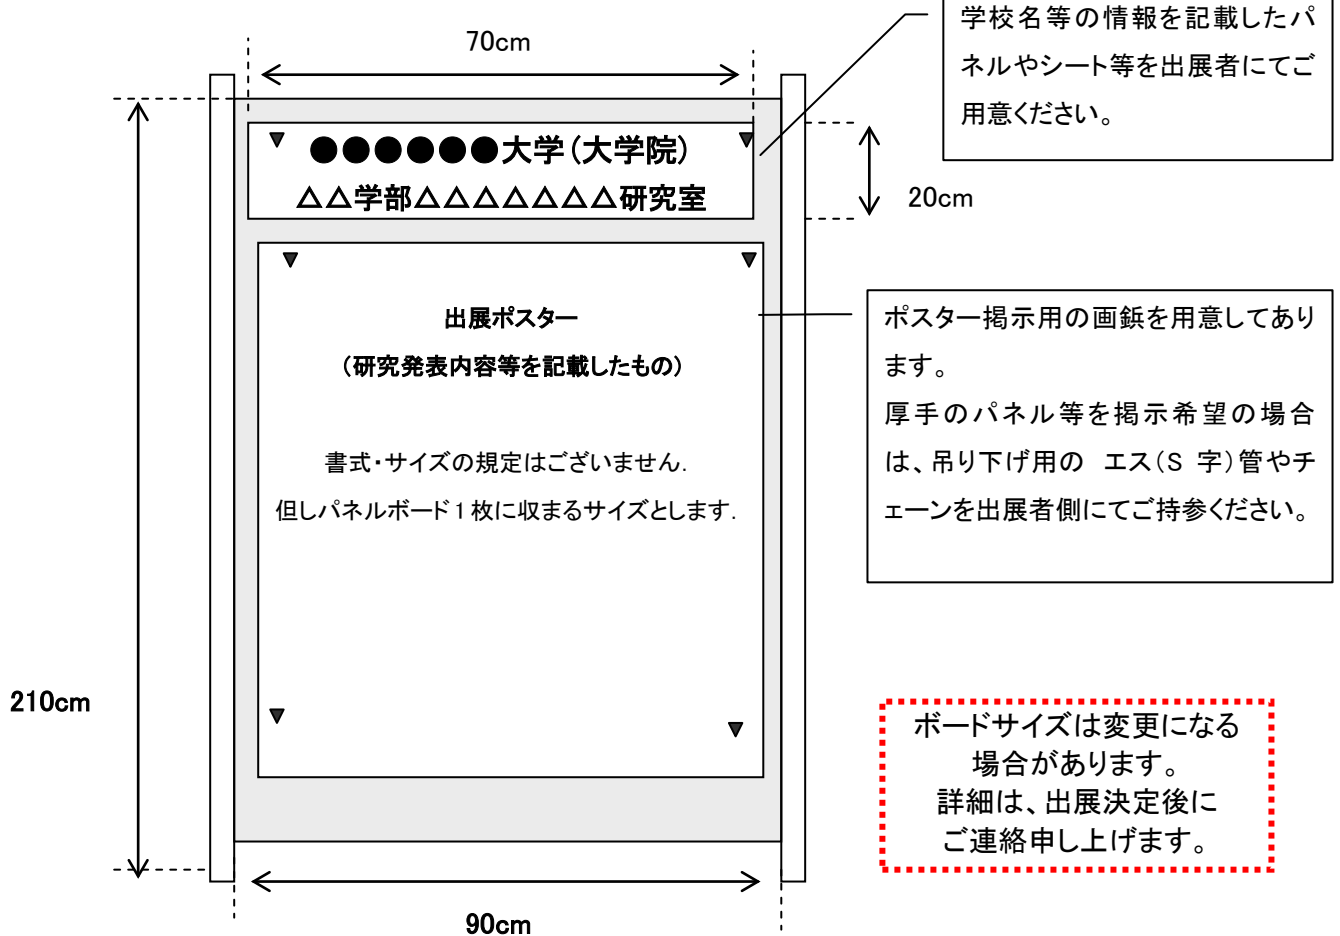 70cm
学校名等の情報を記載したパ
ネルやシート等を出展者にてご
用意ください。
●●●●●●大学(大学院)
△△学部△△△△△△△研究室
20cm
出展ポスター
(研究発表内容等を記載したもの)
書式・サイズの規定はございません.
但しパネルボード1枚に収まるサイズとします.
ポスター掲示用の画鋲を用意してあり
ます。
厚手のパネル等を掲示希望の場合
は、吊り下げ用の エス(S 字)管やチ
ェーンを出展者側にてご持参ください。
210cm
ボードサイズは変更になる
場合があります。
詳細は、出展決定後に
ご連絡申し上げます。
90cm